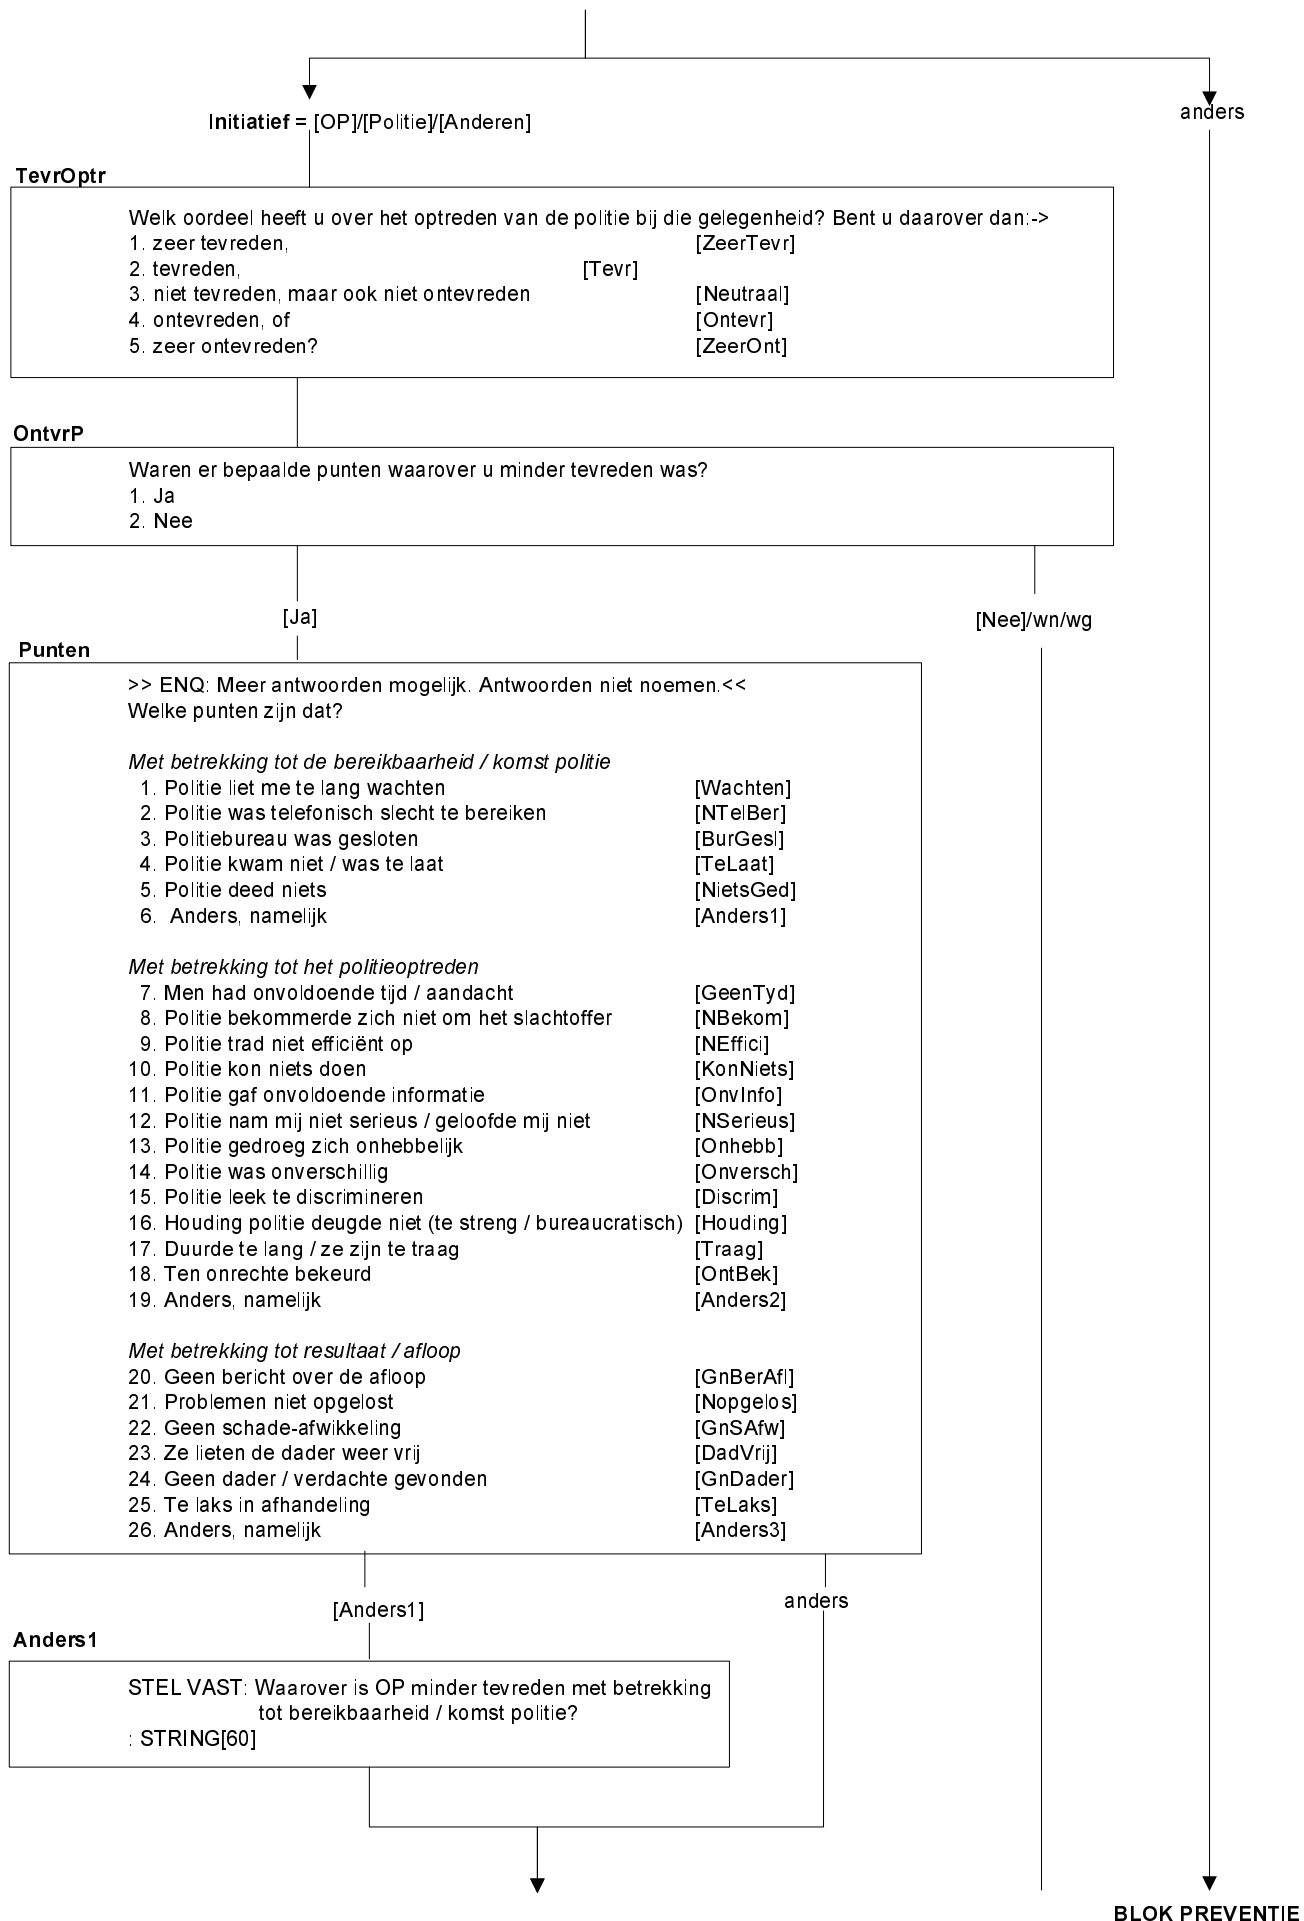 Initiatief = [OP]/[Politie]/[Anderen]
anders
TevrOptr
Welk oordeel heeft u over het optreden van de politie bij die gelegenheid? Bent u daarover dan:->
1. zeer tevreden, [ZeerTevr]
2. tevreden, [Tevr]
3. niet tevreden, maar ook niet ontevreden [Neutraal]
4. ontevreden, of [Ontevr]
5. zeer ontevreden? [ZeerOnt]
OntvrP
Waren er bepaalde punten waarover u minder tevreden was?
1. Ja
2. Nee
[Ja]
[Nee]/wn/wg
Punten
>> ENQ: Meer antwoorden mogelijk. Antwoorden niet noemen.<<
Welke punten zijn dat?
Met betrekking tot de bereikbaarheid / komst politie
1. Politie liet me te lang wachten [Wachten]
2. Politie was telefonisch slecht te bereiken [NTelBer]
3. Politiebureau was gesloten [BurGesl]
4. Politie kwam niet / was te laat [TeLaat]
5. Politie deed niets [NietsGed]
6. Anders, namelijk [Anders1]
Met betrekking tot het politieoptreden
7. Men had onvoldoende tijd / aandacht [GeenTyd]
8. Politie bekommerde zich niet om het slachtoffer [NBekom]
9. Politie trad niet efficiënt op [NEffici]
10. Politie kon niets doen [KonNiets]
11. Politie gaf onvoldoende informatie [OnvInfo]
12. Politie nam mij niet serieus / geloofde mij niet [NSerieus]
13. Politie gedroeg zich onhebbelijk [Onhebb]
14. Politie was onverschillig [Onversch]
15. Politie leek te discrimineren [Discrim]
16. Houding politie deugde niet (te streng / bureaucratisch) [Houding]
17. Duurde te lang / ze zijn te traag [Traag]
18. Ten onrechte bekeurd [OntBek]
19. Anders, namelijk [Anders2]
Met betrekking tot resultaat / afloop
20. Geen bericht over de afloop [GnBerAfl]
21. Problemen niet opgelost [Nopgelos]
22. Geen schade-afwikkeling [GnSAfw]
23. Ze lieten de dader weer vrij [DadVrij]
24. Geen dader / verdachte gevonden [GnDader]
25. Te laks in afhandeling [TeLaks]
26. Anders, namelijk [Anders3]
[Anders1]
anders
Anders1
STEL VAST: Waarover is OP minder tevreden met betrekking
tot bereikbaarheid / komst politie?
: STRING[60]
BLOK PREVENTIE